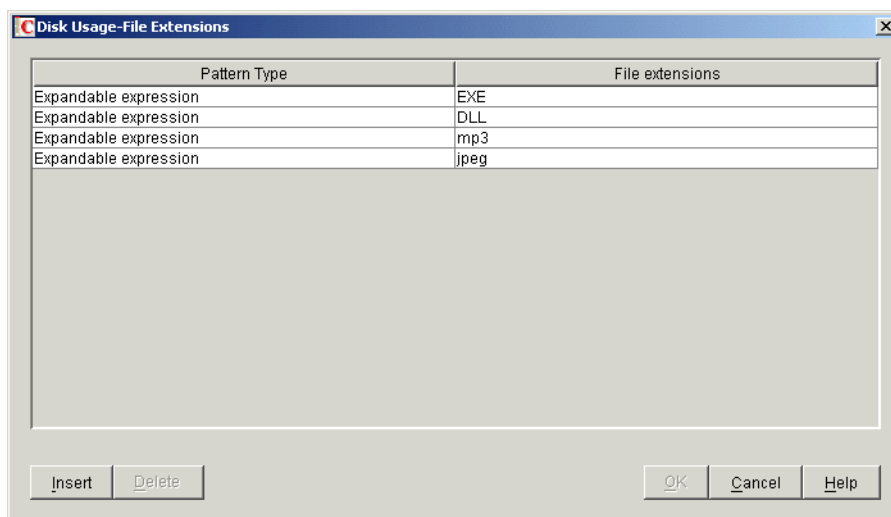 Disk Usage-File Extensions
Pattern Type File extensions
Expandable expression EXE
Expandable expression DLL
Expandable expression mp3
Expandable expression jpeg
Insert Delete OK Cancel Help